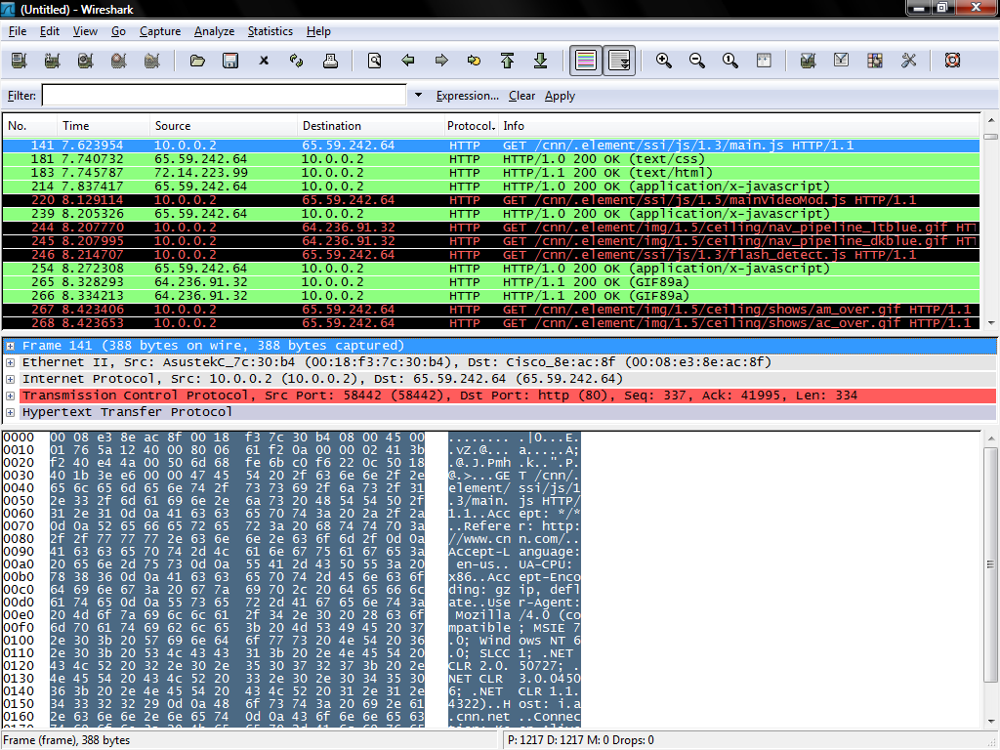 (Untitled) - Wireshark
File Edit View Go Capture Analyze Statistics Help
Filter: Expression... Clear Apply
No. Time Source Destination Protocol Info
141 7.623954 10.0.0.2 65.59.242.64 HTTP GET /cnn/.element/ssi/js/1.3/main.js HTTP/1.1
181 7.740732 65.59.242.64 10.0.0.2 HTTP HTTP/1.0 200 OK (text/css)
183 7.745787 72.14.223.99 10.0.0.2 HTTP HTTP/1.1 200 OK (text/html)
214 7.837417 65.59.242.64 10.0.0.2 HTTP HTTP/1.0 200 OK (application/x-javascript)
220 8.129114 10.0.0.2 65.59.242.64 HTTP GET /cnn/.element/ssi/js/1.5/mainVideoMod.js HTTP/1.1
239 8.205326 65.59.242.64 10.0.0.2 HTTP HTTP/1.0 200 OK (application/x-javascript)
244 8.207770 10.0.0.2 64.236.91.32 HTTP GET /cnn/.element/img/1.5/ceiling/nav_pipeline_ltblue.gif HTT
245 8.207995 10.0.0.2 64.236.91.32 HTTP GET /cnn/.element/img/1.5/ceiling/nav_pipeline_dkblue.gif HTT
246 8.214707 10.0.0.2 65.59.242.64 HTTP GET /cnn/.element/ssi/js/1.3/flash_detect.js HTTP/1.1
254 8.272308 65.59.242.64 10.0.0.2 HTTP HTTP/1.0 200 OK (application/x-javascript)
265 8.328293 64.236.91.32 10.0.0.2 HTTP HTTP/1.1 200 OK (GIF89a)
266 8.334213 64.236.91.32 10.0.0.2 HTTP HTTP/1.1 200 OK (GIF89a)
267 8.423406 10.0.0.2 65.59.242.64 HTTP GET /cnn/.element/img/1.5/ceiling/shows/am_over.gif HTTP/1.1
268 8.423653 10.0.0.2 65.59.242.64 HTTP GET /cnn/.element/img/1.5/ceiling/shows/ac_over.gif HTTP/1.1
Frame 141 (388 bytes on wire, 388 bytes captured)
Ethernet II, Src: AsustekC_7c:30:b4 (00:18:f3:7c:30:b4), Dst: Cisco_8e:ac:8f (00:08:e3:8e:ac:8f)
Internet Protocol, Src: 10.0.0.2 (10.0.0.2), Dst: 65.59.242.64 (65.59.242.64)
Transmission Control Protocol, Src Port: 58442 (58442), Dst Port: http (80), Seq: 337, Ack: 41995, Len: 334
Hypertext Transfer Protocol
0000 00 08 e3 8e ac 8f 00 18 f3 7c 30 b4 08 00 45 00 ........ .|0...E.
0010 01 76 5a 12 40 00 80 06 61 f2 0a 00 00 02 41 3b .vZ.@... a.....A;
0020 f2 40 e4 4a 00 50 6d 68 fe 6b c0 f6 22 0c 50 18 .@.J.Pmh .k..".P.
0030 40 1b 3e e6 00 00 47 45 54 20 2f 63 6e 6e 2f 2e @.>...GE T /cnn/.
0040 65 6c 65 6d 65 6e 74 2f 73 73 69 2f 6a 73 2f 31 element/ ssi/js/1
0050 2e 33 2f 6d 61 69 6e 2e 6a 73 20 48 54 54 50 2f .3/main. js HTTP/
0060 31 2e 31 0d 0a 41 63 63 65 70 74 3a 20 2a 2f 2a 1.1..Acc ept: */*
0070 0d 0a 52 65 66 65 72 65 72 3a 20 68 74 74 70 3a ..Refere r: http:
0080 2f 2f 77 77 77 2e 63 6e 6e 2e 63 6f 6d 2f 0d 0a //www.cn n.com/..
0090 41 63 63 65 70 74 2d 4c 61 6e 67 75 61 67 65 3a Accept-L anguage:
00a0 20 65 6e 2d 75 73 0d 0a 55 41 2d 43 50 55 3a 20 en-us.. UA-CPU:
00b0 78 38 36 0d 0a 41 63 63 65 70 74 2d 45 6e 63 6f x86..Acc ept-Enco
00c0 64 69 6e 67 3a 20 67 7a 69 70 2c 20 64 65 66 6c ding: gz ip, defl
00d0 61 74 65 0d 0a 55 73 65 72 2d 41 67 65 6e 74 3a ate..Use r-Agent:
00e0 20 4d 6f 7a 69 6c 6c 61 2f 34 2e 30 20 28 63 6f Mozilla /4.0 (co
00f0 6d 70 61 74 69 62 6c 65 3b 20 4d 53 49 45 20 37 mpatible ; MSIE 7
0100 2e 30 3b 20 57 69 6e 64 6f 77 73 20 4e 54 20 36 .0; Wind ows NT 6
0110 2e 30 3b 20 53 4c 43 43 31 3b 20 2e 4e 45 54 20 .0; SLCC 1; .NET
0120 43 4c 52 20 32 2e 30 2e 35 30 37 32 37 3b 20 2e CLR 2.0. 50727; .
0130 4e 45 54 20 43 4c 52 20 33 2e 30 2e 30 34 35 30 NET CLR 3.0.0450
0140 36 3b 20 2e 4e 45 54 20 43 4c 52 20 31 2e 31 2e 6; .NET CLR 1.1.
0150 34 33 32 32 29 0d 0a 48 6f 73 74 3a 20 69 2e 61 4322)..H ost: i.a
0160 2e 63 6e 6e 2e 6e 65 74 0d 0a 43 6f 6e 6e 65 63 .cnn.net ..Connec
Frame (frame), 388 bytes P: 1217 D: 1217 M: 0 Drops: 0